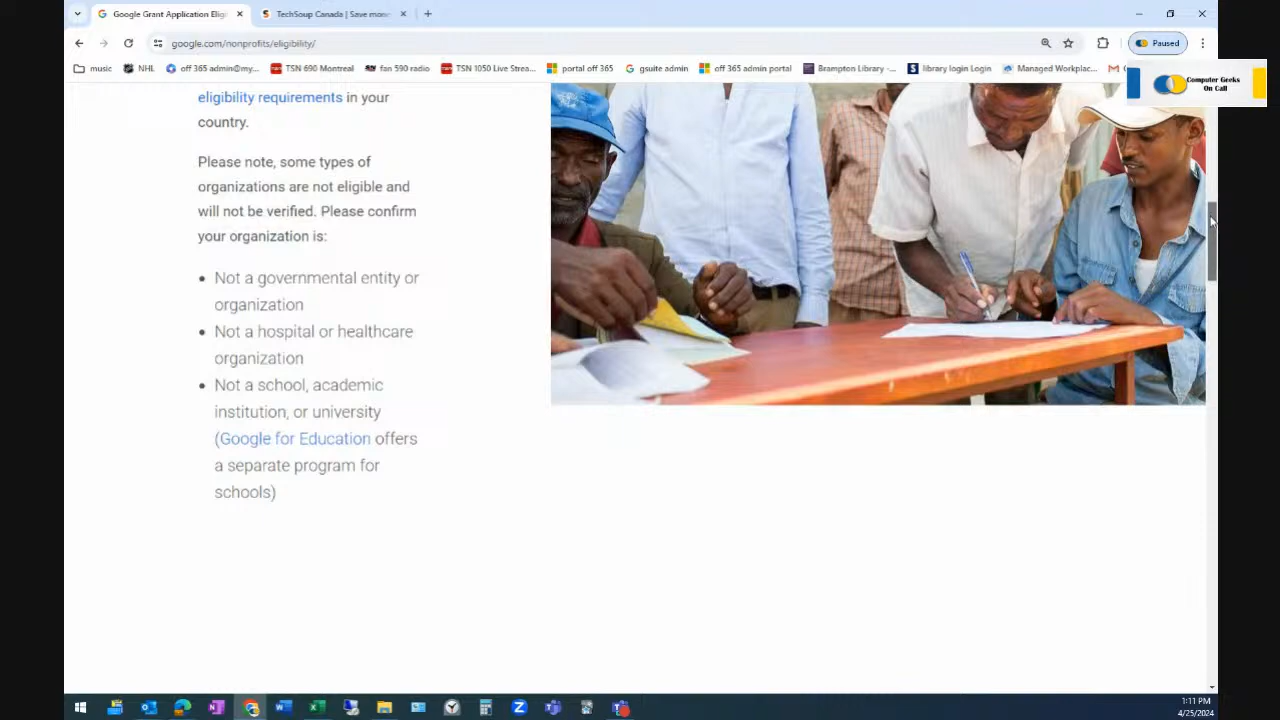 Google Grant Application Eligi
TechSoup Canada | Save mone
google.com/nonprofits/eligibility/
Paused
music
NHL
off 365 admin@my...
TSN 690 Montreal
fan 590 radio
TSN 1050 Live Strea...
portal off 365
gsuite admin
off 365 admin portal
Brampton Library -...
library login Login
Managed Workplac...
Computer Geeks
On Call
eligibility requirements in your
country.
Please note, some types of
organizations are not eligible and
will not be verified. Please confirm
your organization is:
• Not a governmental entity or
organization
• Not a hospital or healthcare
organization
• Not a school, academic
institution, or university
(Google for Education offers
a separate program for
schools)
1:11 PM
4/25/2024